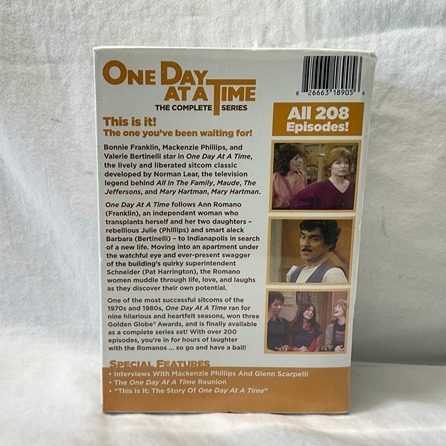 ONE DAY
AT A TIME
THE COMPLETE SERIES
8 26663 18905 6
This is it!
The one you've been waiting for!
All 208
Episodes!
Bonnie Franklin, Mackenzie Phillips, and
Valerie Bertinelli star in One Day At A Time,
the lively and liberated sitcom classic
developed by Norman Lear, the television
legend behind All In The Family, Maude, The
Jeffersons, and Mary Hartman, Mary Hartman.
One Day At A Time follows Ann Romano
(Franklin), an independent woman who
transplants herself and her two daughters –
rebellious Julie (Phillips) and smart aleck
Barbara (Bertinelli) – to Indianapolis in search
of a new life. Moving into an apartment under
the watchful eye and ever-present swagger
of the building's quirky superintendent
Schneider (Pat Harrington), the Romano
women muddle through life, love, and laughs
as they discover their own potential.
One of the most successful sitcoms of the
1970s and 1980s, One Day At A Time ran for
nine hilarious and heartfelt seasons, won three
Golden Globe® Awards, and is finally available
as a complete series set! With over 200
episodes, you're in for hours of laughter
with the Romanos ... so go and have a ball!
SPECIAL FEATURES
• Interviews With Mackenzie Phillips And Glenn Scarpelli
• The One Day At A Time Reunion
• "This Is It: The Story Of One Day At A Time"